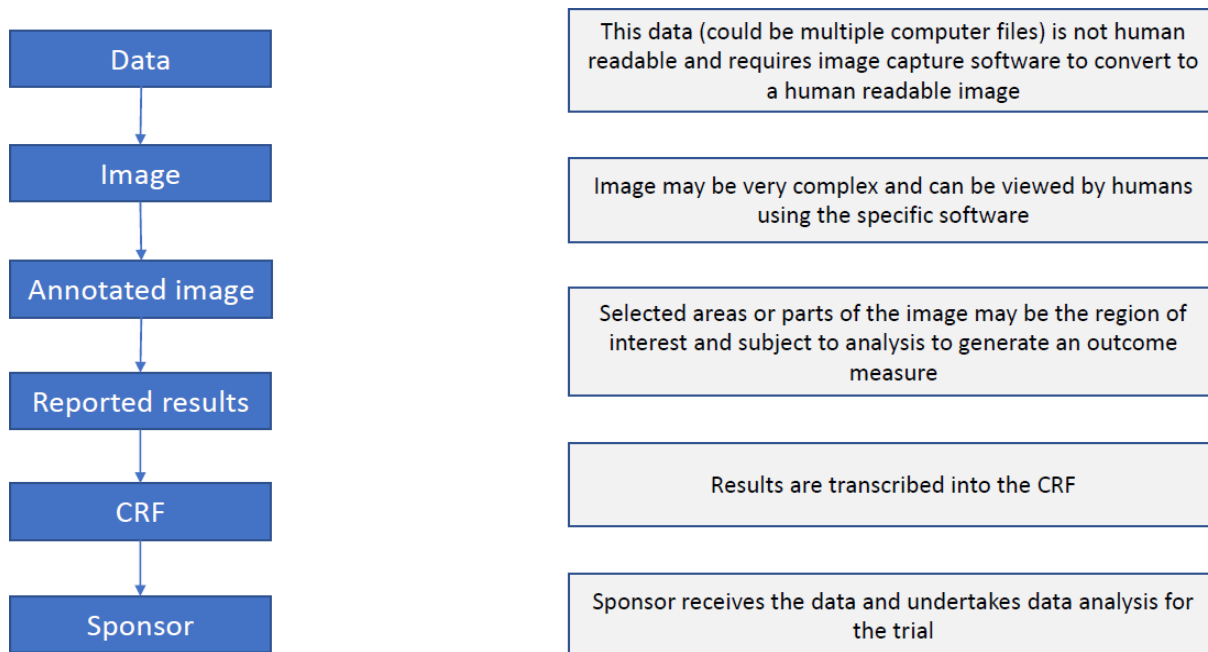 Data
This data (could be multiple computer files) is not human
readable and requires image capture software to convert to
a human readable image
Image
Image may be very complex and can be viewed by humans
using the specific software
Annotated image
Selected areas or parts of the image may be the region of
interest and subject to analysis to generate an outcome
measure
Reported results
Results are transcribed into the CRF
CRF
Sponsor
Sponsor receives the data and undertakes data analysis for
the trial